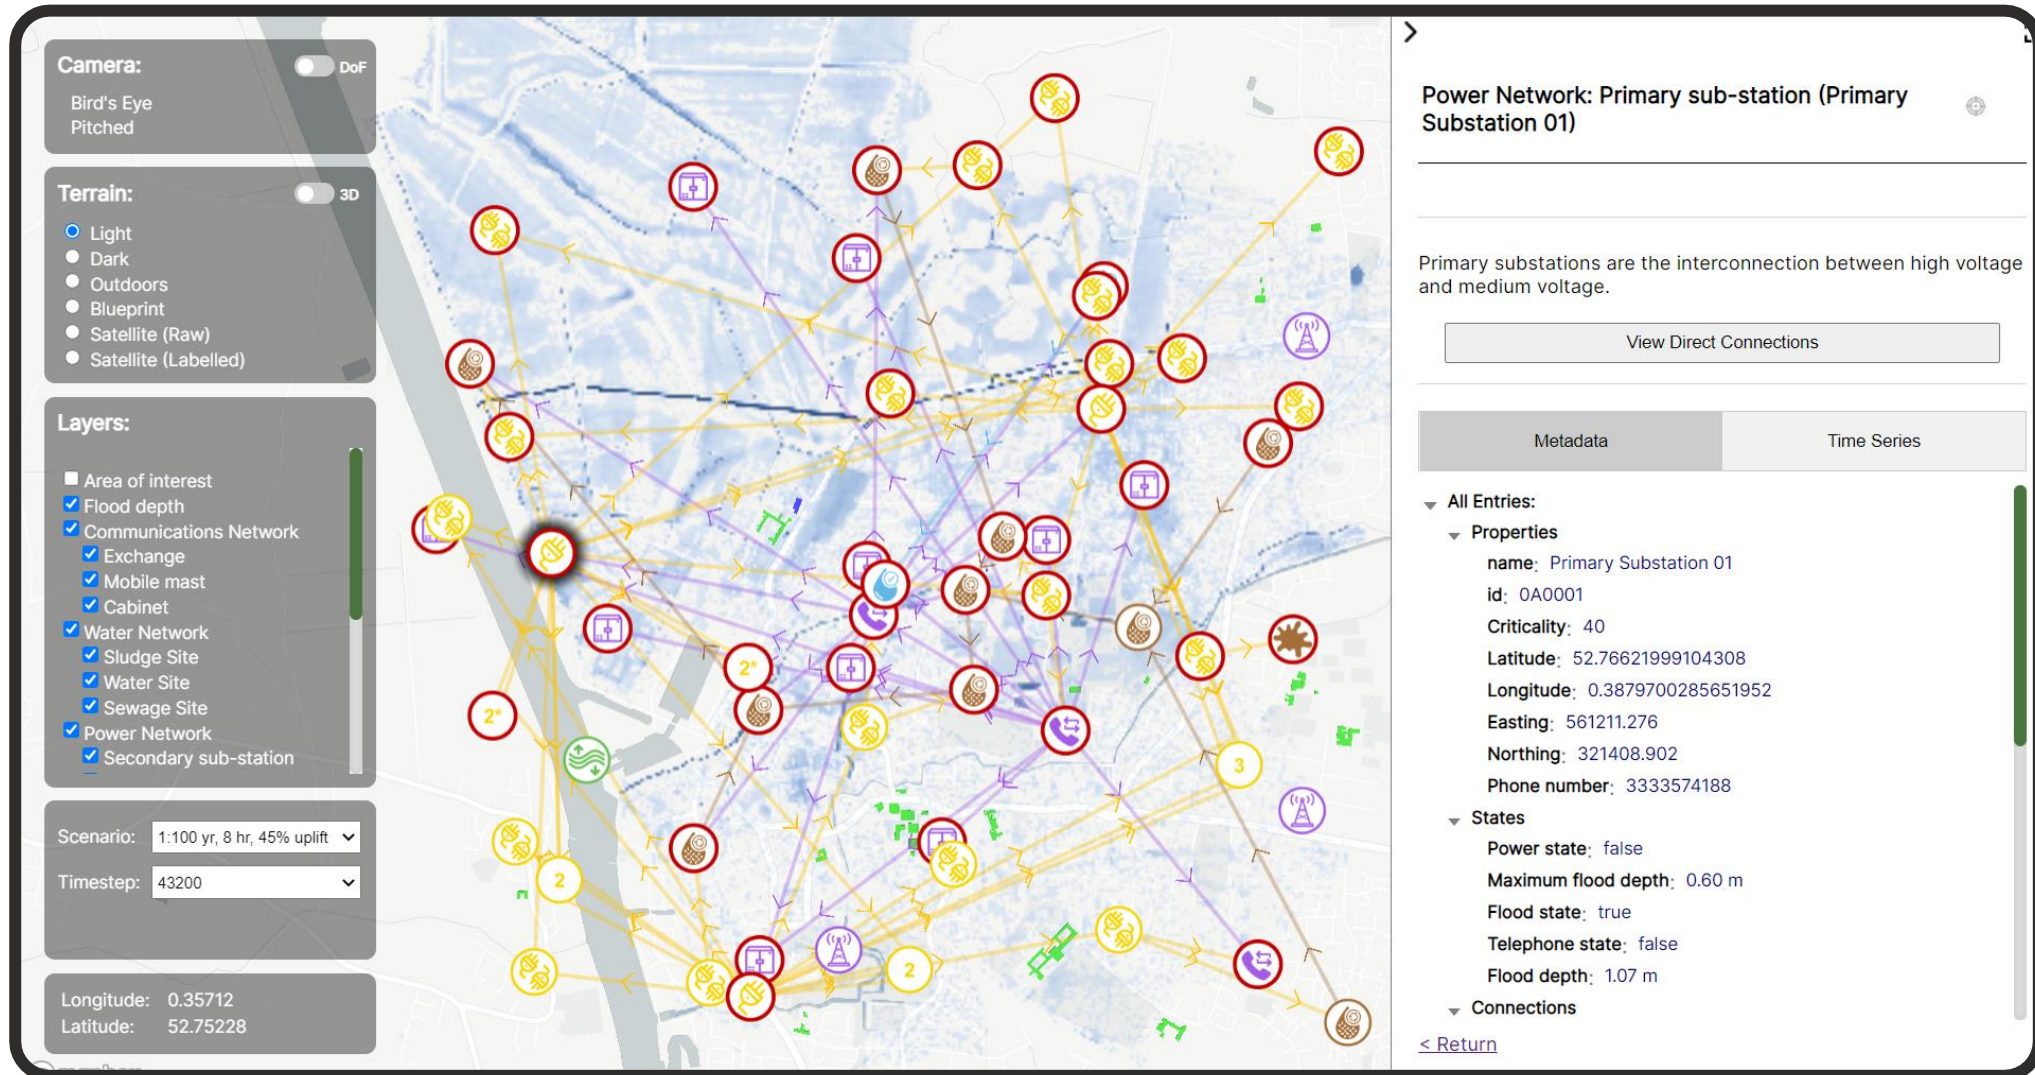 Camera:
DoF
Bird's Eye
Pitched
Terrain:
3D
Light
Dark
Outdoors
Blueprint
Satellite (Raw)
Satellite (Labelled)
Layers:
Area of interest
Flood depth
Communications Network
Exchange
Mobile mast
Cabinet
Water Network
Sludge Site
Water Site
Sewage Site
Power Network
Secondary sub-station
Scenario: 1:100 yr, 8 hr, 45% uplift
Timestep: 43200
Longitude: 0.35712
Latitude: 52.75228
2*
2*
3
2
2
Power Network: Primary sub-station (Primary
Substation 01)
Primary substations are the interconnection between high voltage
and medium voltage.
View Direct Connections
Metadata
Time Series
All Entries:
Properties
name: Primary Substation 01
id: 0A0001
Criticality: 40
Latitude: 52.76621999104308
Longitude: 0.3879700285651952
Easting: 561211.276
Northing: 321408.902
Phone number: 3333574188
States
Power state: false
Maximum flood depth: 0.60 m
Flood state: true
Telephone state: false
Flood depth: 1.07 m
Connections
< Return